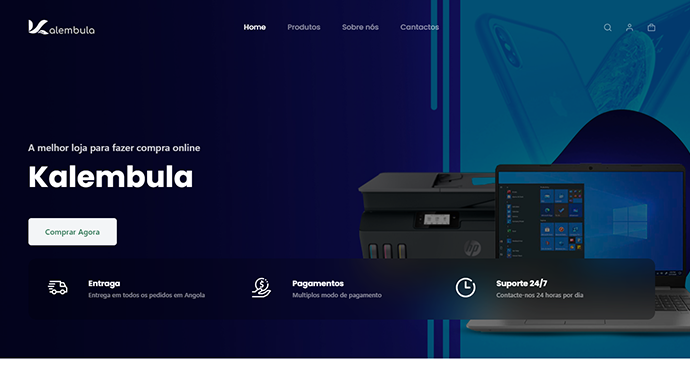 Kalembula
Home Produtos Sobre nós Contactos
A melhor loja para fazer compra online
Kalembula
Comprar Agora
Entraga
Entrega em todos os pedidos em Angola
Pagamentos
Multiplos modo de pagamento
Suporte 24/7
Contacte-nos 24 horas por dia
hp